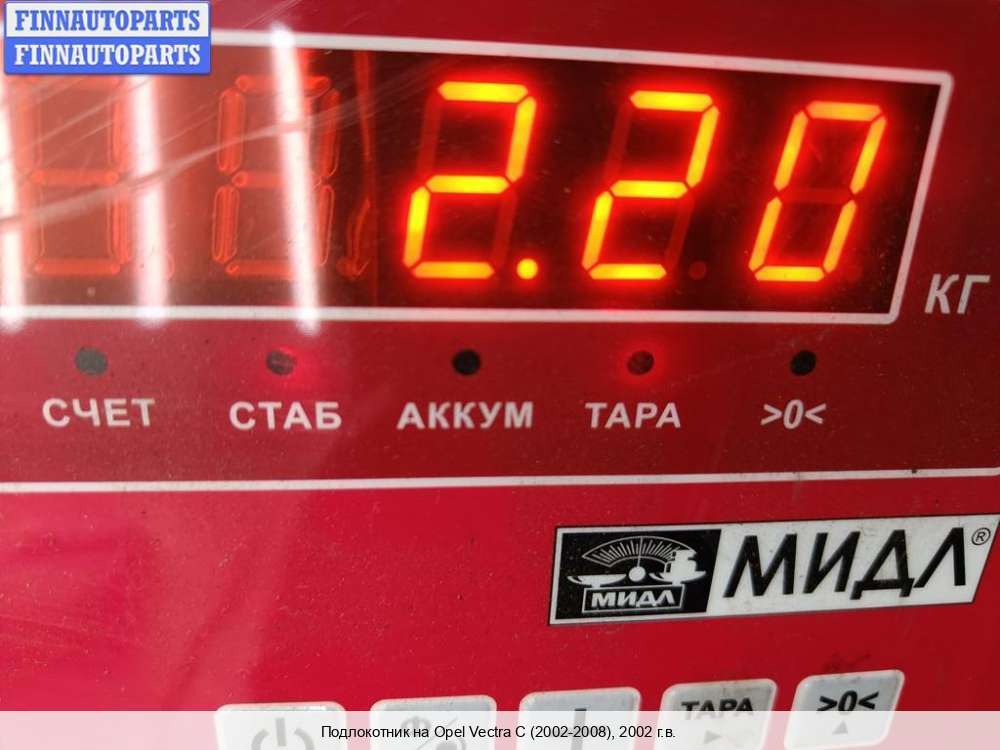 FINNAUTOPARTS
FINNAUTOPARTS
2.20
КГ
СЧЕТ СТАБ АККУМ ТАРА >0<
МИДЛ МИДЛ®
ТАРА >0<
Подлокотник на Opel Vectra C (2002-2008), 2002 г.в.